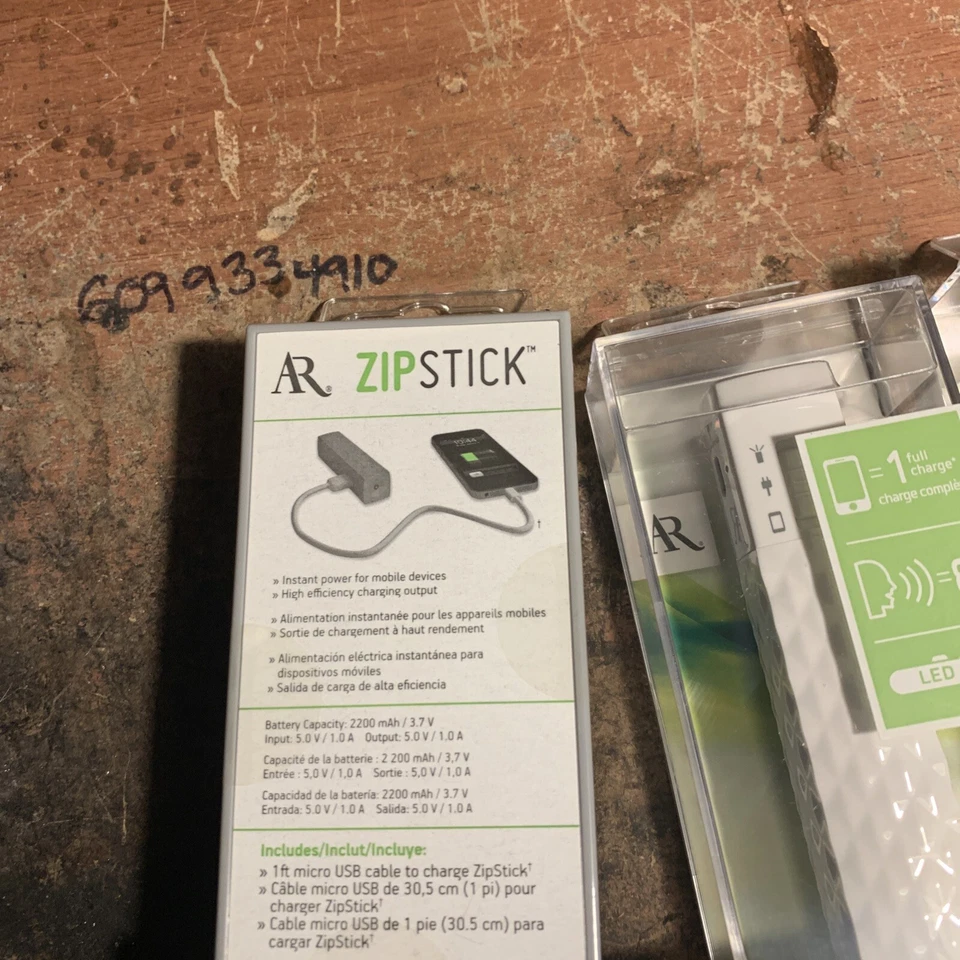 6099334910
AR®
ZIPSTICK™
†
» Instant power for mobile devices
» High efficiency charging output
» Alimentation instantanée pour les appareils mobiles
» Sortie de chargement à haut rendement
» Alimentación eléctrica instantánea para
dispositivos móviles
» Salida de carga de alta eficiencia
Battery Capacity: 2200 mAh / 3.7 V
Input: 5.0 V / 1.0 A Output: 5.0 V / 1.0 A
Capacité de la batterie : 2 200 mAh / 3,7 V
Entrée : 5,0 V / 1,0 A Sortie : 5,0 V / 1,0 A
Capacidad de la batería: 2200 mAh / 3.7 V
Entrada: 5.0 V / 1.0 A Salida: 5.0 V / 1.0 A
Includes/Inclut/Incluye:
» 1ft micro USB cable to charge ZipStick†
» Câble micro USB de 30,5 cm (1 pi) pour
charger ZipStick†
» Cable micro USB de 1 pie (30.5 cm) para
cargar ZipStick†
AR®
= 1 full
charge*
charge
=
LED